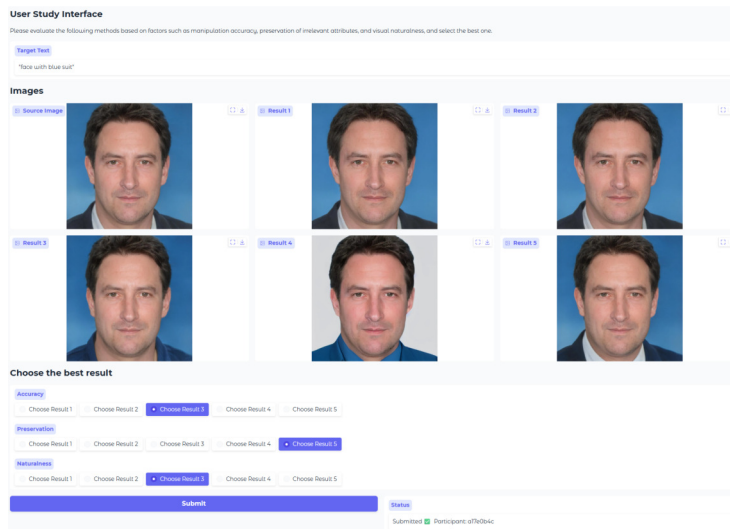 User Study Interface
Please evaluate the following methods based on factors such as manipulation accuracy, preservation of irrelevant attributes, and visual naturalness, and select the best one.
Target Text
"face with blue suit"
Images
Source Image
Result 1
Result 2
Result 3
Result 4
Result 5
Choose the best result
Accuracy
Choose Result 1 Choose Result 2 Choose Result 3 Choose Result 4 Choose Result 5
Preservation
Choose Result 1 Choose Result 2 Choose Result 3 Choose Result 4 Choose Result 5
Naturalness
Choose Result 1 Choose Result 2 Choose Result 3 Choose Result 4 Choose Result 5
Submit
Status
Submitted ✅ Participant: a17e0b4c